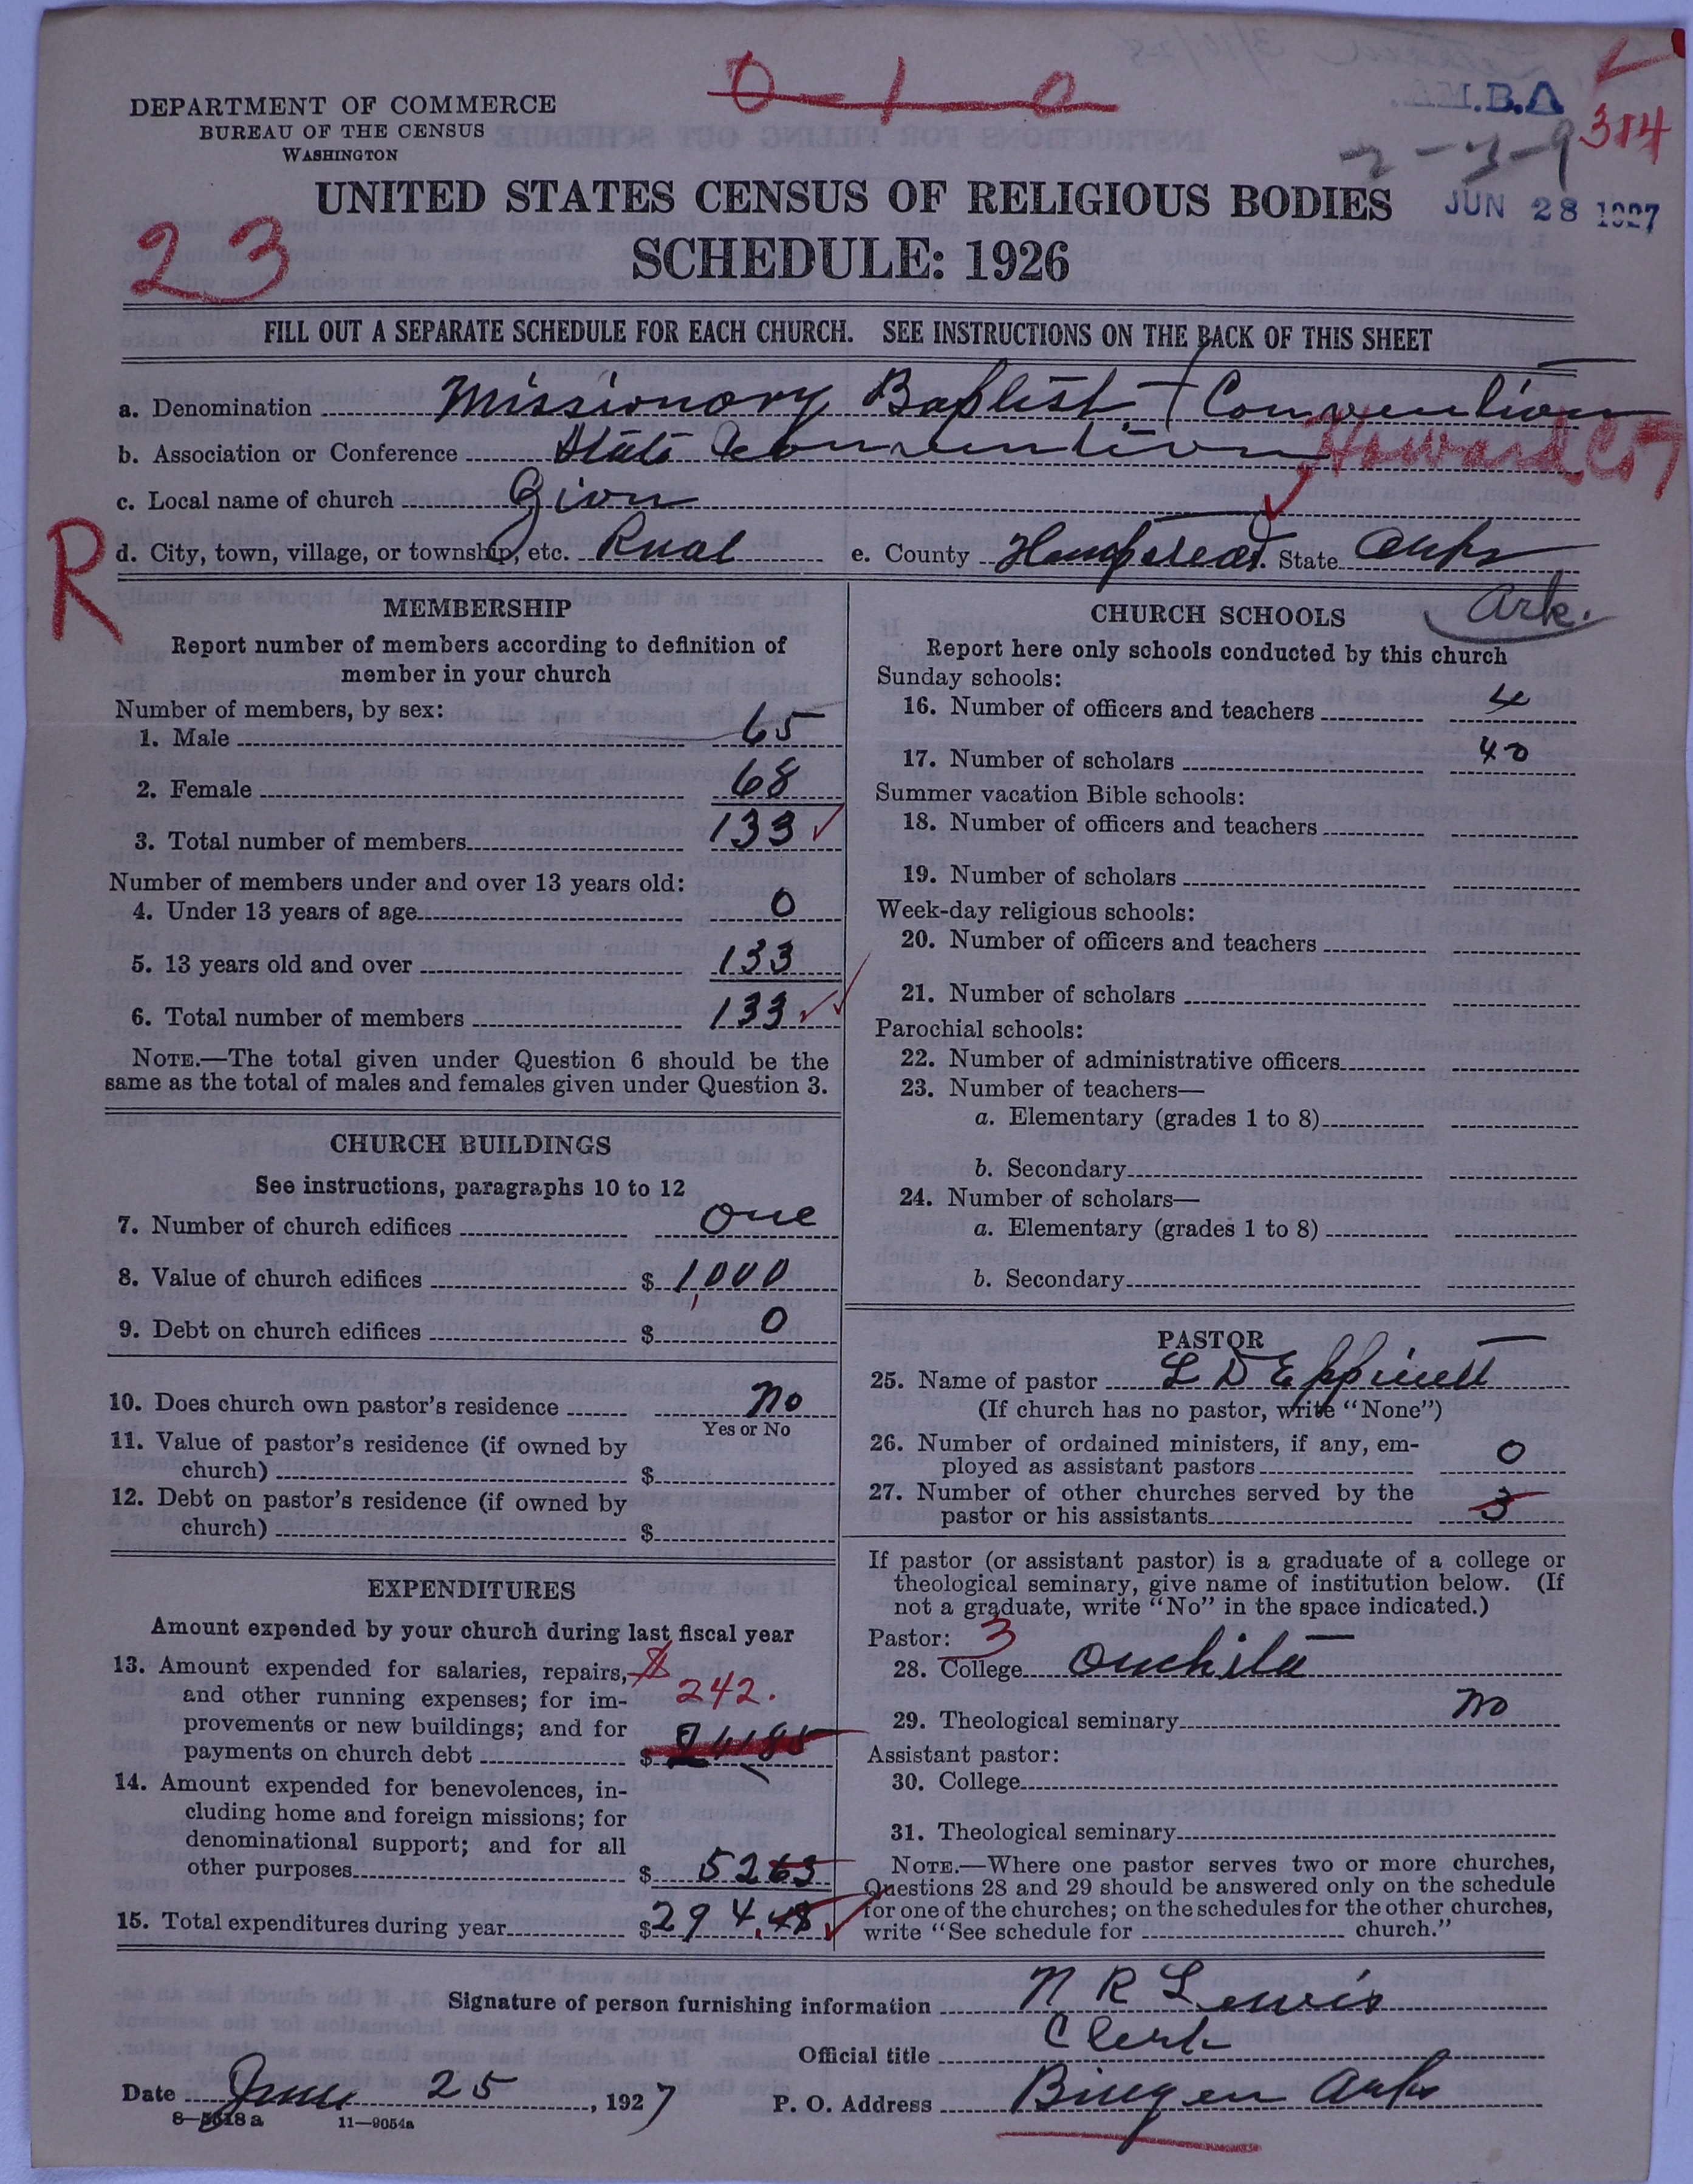 0-1-0
M.B.A
384
2-3-9
DEPARTMENT OF COMMERCE
BUREAU OF THE CENSUS
WASHINGTON
UNITED STATES CENSUS OF RELIGIOUS BODIES
JUN 28 1927
23
SCHEDULE: 1926
FILL OUT A SEPARATE SCHEDULE FOR EACH CHURCH. SEE INSTRUCTIONS ON THE BACK OF THIS SHEET
a. Denomination Missionary Baptist Convention
b. Association or Conference State Convention Howard Co
c. Local name of church Zion
R
d. City, town, village, or township, etc. Rual e. County Hempstead. State Arks
Ark.
MEMBERSHIP
Report number of members according to definition of
member in your church
Number of members, by sex:
1. Male 65
2. Female 68
3. Total number of members 133
Number of members under and over 13 years old:
4. Under 13 years of age 0
5. 13 years old and over 133
6. Total number of members 133
NOTE.—The total given under Question 6 should be the
same as the total of males and females given under Question 3.
CHURCH BUILDINGS
See instructions, paragraphs 10 to 12
7. Number of church edifices one
8. Value of church edifices $ 1,000
9. Debt on church edifices $ 0
10. Does church own pastor's residence No
Yes or No
11. Value of pastor's residence (if owned by
church) $
12. Debt on pastor's residence (if owned by
church) $
EXPENDITURES
Amount expended by your church during last fiscal year
13. Amount expended for salaries, repairs, $
and other running expenses; for im- 242.
provements or new buildings; and for
payments on church debt $ 24185
14. Amount expended for benevolences, in-
cluding home and foreign missions; for
denominational support; and for all
other purposes $ 5263
15. Total expenditures during year $ 294.48
CHURCH SCHOOLS
Report here only schools conducted by this church
Sunday schools:
16. Number of officers and teachers 4
17. Number of scholars 40
Summer vacation Bible schools:
18. Number of officers and teachers
19. Number of scholars
Week-day religious schools:
20. Number of officers and teachers
21. Number of scholars
Parochial schools:
22. Number of administrative officers
23. Number of teachers—
a. Elementary (grades 1 to 8)
b. Secondary
24. Number of scholars—
a. Elementary (grades 1 to 8)
b. Secondary
PASTOR
25. Name of pastor L D Eppinett
(If church has no pastor, write "None")
26. Number of ordained ministers, if any, em-
ployed as assistant pastors 0
27. Number of other churches served by the
pastor or his assistants 3
If pastor (or assistant pastor) is a graduate of a college or
theological seminary, give name of institution below. (If
not a graduate, write "No" in the space indicated.)
Pastor: 3
28. College Ouchita
29. Theological seminary No
Assistant pastor:
30. College
31. Theological seminary
NOTE.—Where one pastor serves two or more churches,
Questions 28 and 29 should be answered only on the schedule
for one of the churches; on the schedules for the other churches,
write "See schedule for church."
Signature of person furnishing information N R Lewis
Official title Clerk
Date June 25, 1927 P. O. Address Bingen Arks
8—5618a 11—9054a